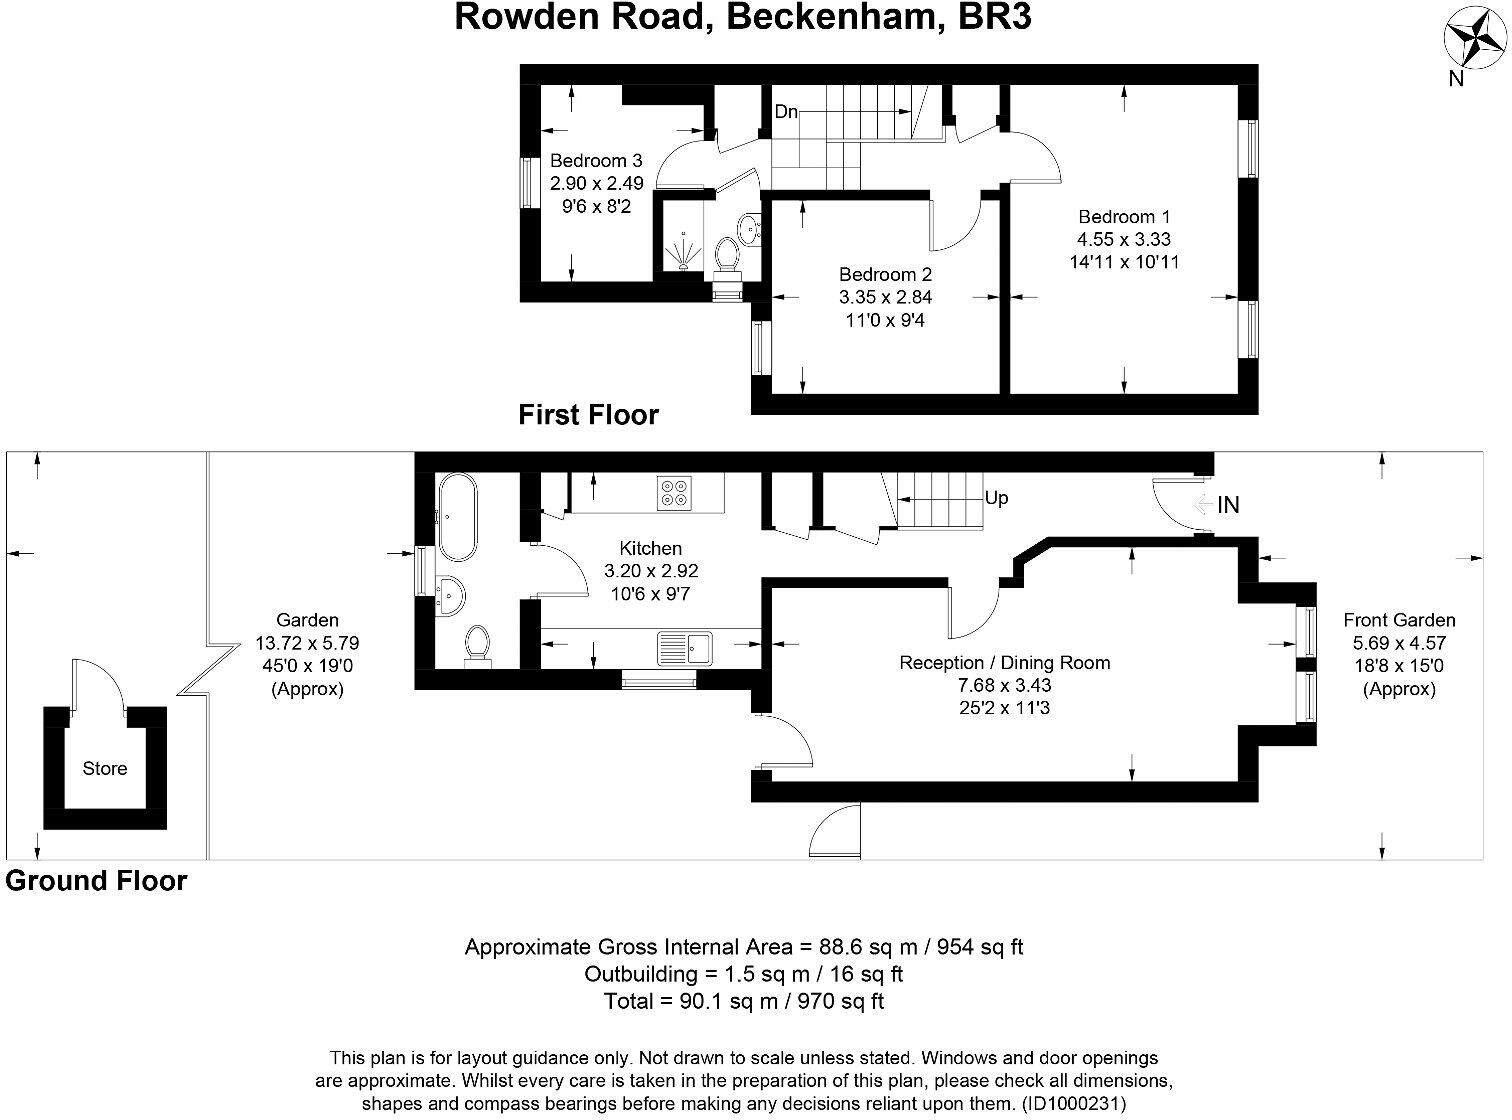 Rowden Road, Beckenham, BR3
N
Dn
Bedroom 3
2.90 x 2.49
9'6 x 8'2
Bedroom 1
4.55 x 3.33
14'11 x 10'11
Bedroom 2
3.35 x 2.84
11'0 x 9'4
First Floor
Up
IN
Kitchen
3.20 x 2.92
10'6 x 9'7
Garden
13.72 x 5.79
45'0 x 19'0
(Approx)
Front Garden
5.69 x 4.57
18'8 x 15'0
(Approx)
Reception / Dining Room
7.68 x 3.43
25'2 x 11'3
Store
Ground Floor
Approximate Gross Internal Area = 88.6 sq m / 954 sq ft
Outbuilding = 1.5 sq m / 16 sq ft
Total = 90.1 sq m / 970 sq ft
This plan is for layout guidance only. Not drawn to scale unless stated. Windows and door openings
are approximate. Whilst every care is taken in the preparation of this plan, please check all dimensions,
shapes and compass bearings before making any decisions reliant upon them. (ID1000231)